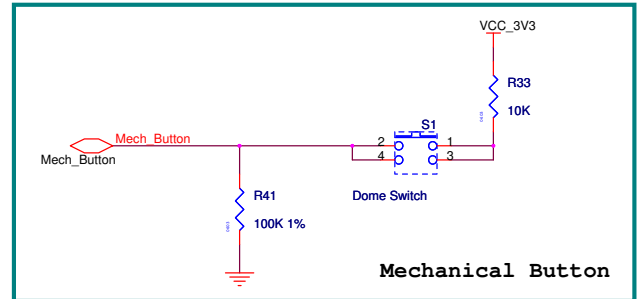 VCC_3V3
R33
10K
S1
Mech_Button
Mech_Button
2
1
4
3
R41
100K 1%
Dome Switch
Mechanical Button